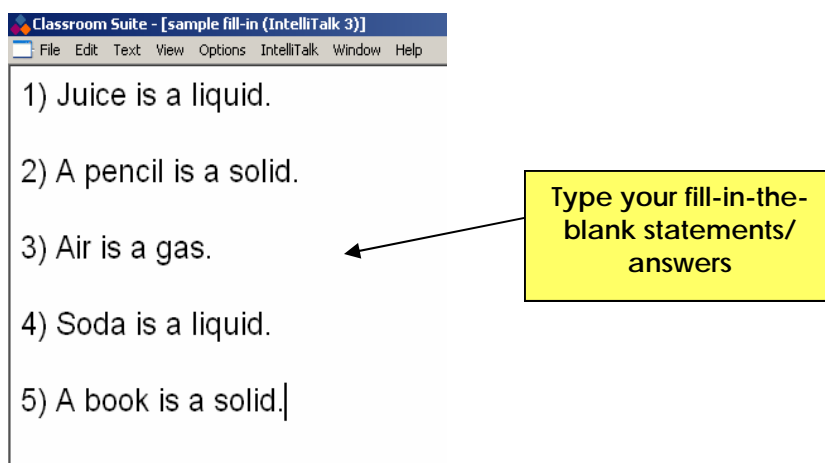 Classroom Suite - [sample fill-in (IntelliTalk 3)]
File Edit Text View Options IntelliTalk Window Help
1) Juice is a liquid.
2) A pencil is a solid.
3) Air is a gas.
4) Soda is a liquid.
5) A book is a solid.
Type your fill-in-the-
blank statements/
answers